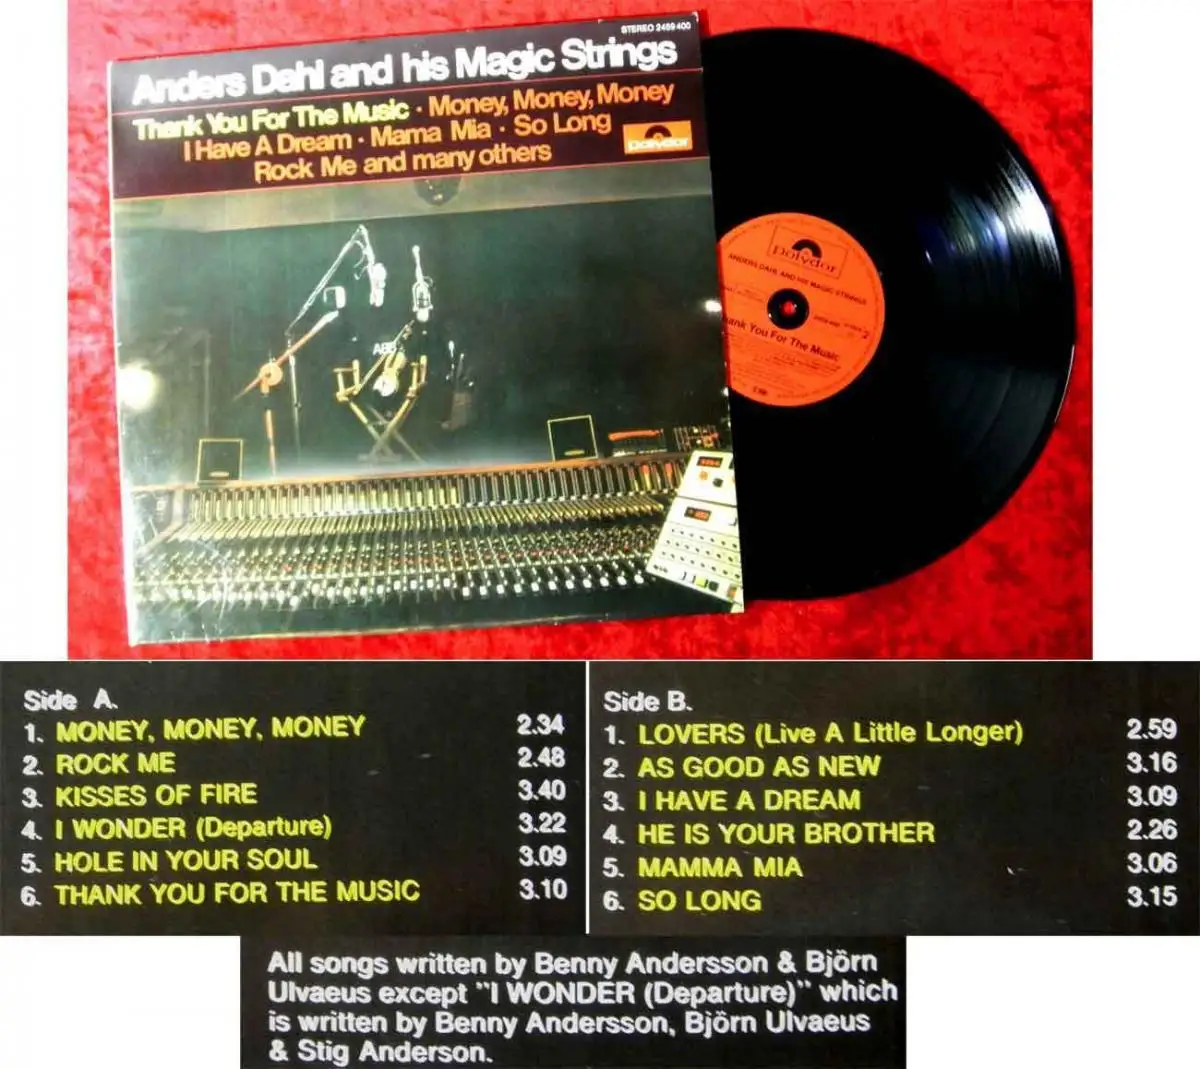 STEREO 2459 400
Anders Dahl and his Magic Strings
Thank You For The Music · Money, Money, Money
I Have A Dream · Mama Mia · So Long
Rock Me and many others
Polydor
ABB
Polydor
ANDERS DAHL AND HIS MAGIC STRINGS
Thank You For The Music
Side A.
1. MONEY, MONEY, MONEY 2.34
2. ROCK ME 2.48
3. KISSES OF FIRE 3.40
4. I WONDER (Departure) 3.22
5. HOLE IN YOUR SOUL 3.09
6. THANK YOU FOR THE MUSIC 3.10
Side B.
1. LOVERS (Live A Little Longer) 2.59
2. AS GOOD AS NEW 3.16
3. I HAVE A DREAM 3.09
4. HE IS YOUR BROTHER 2.26
5. MAMMA MIA 3.06
6. SO LONG 3.15
All songs written by Benny Andersson & Björn
Ulvaeus except "I WONDER (Departure)" which
is written by Benny Andersson, Björn Ulvaeus
& Stig Anderson.